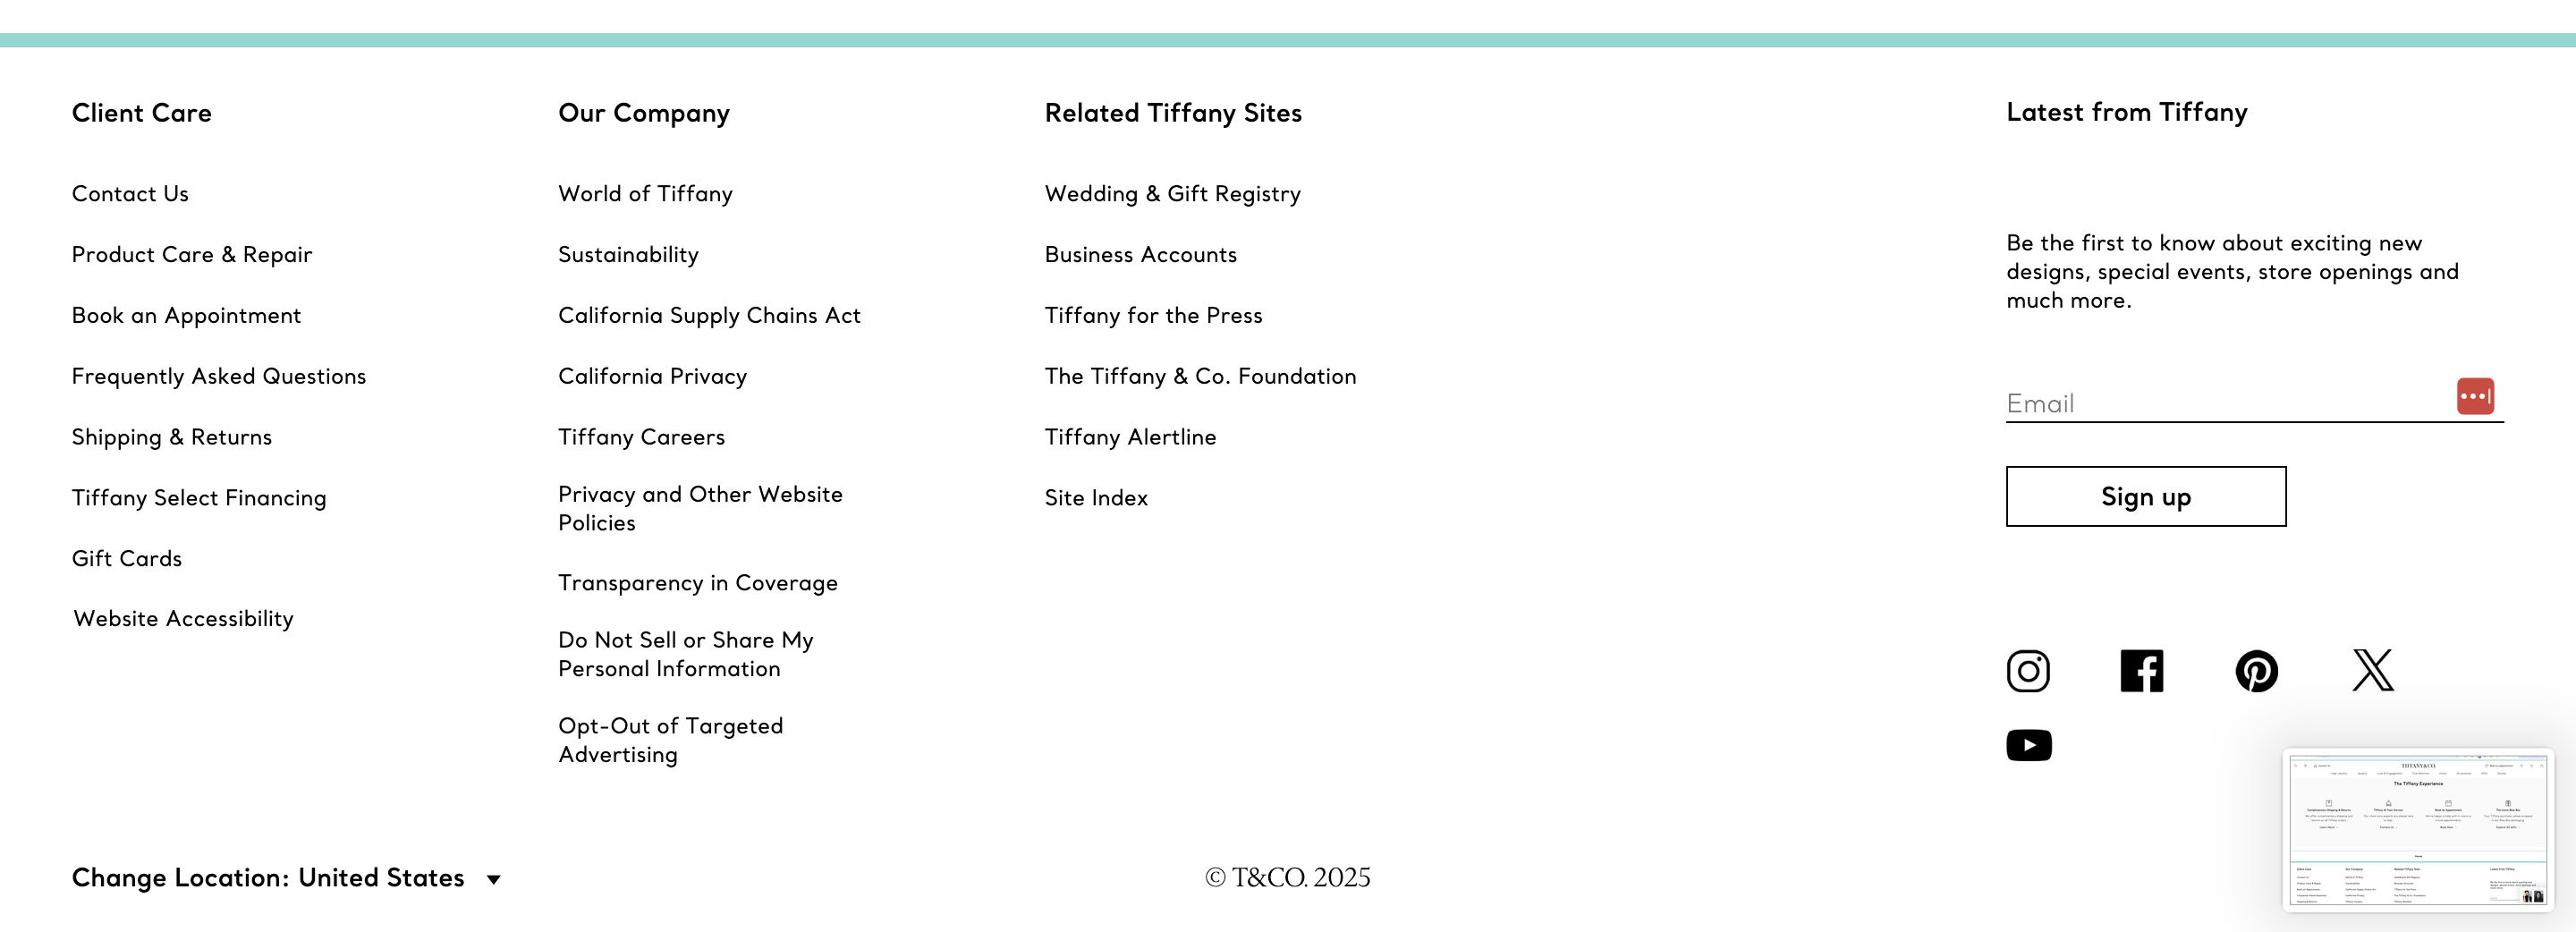 Client Care
Contact Us
Product Care & Repair
Book an Appointment
Frequently Asked Questions
Shipping & Returns
Tiffany Select Financing
Gift Cards
Website Accessibility
Our Company
World of Tiffany
Sustainability
California Supply Chains Act
California Privacy
Tiffany Careers
Privacy and Other Website
Policies
Transparency in Coverage
Do Not Sell or Share My
Personal Information
Opt-Out of Targeted
Advertising
Related Tiffany Sites
Wedding & Gift Registry
Business Accounts
Tiffany for the Press
The Tiffany & Co. Foundation
Tiffany Alertline
Site Index
Latest from Tiffany
Be the first to know about exciting new
designs, special events, store openings and
much more.
Email
Sign up
Change Location: United States
© T&CO. 2025
TIFFANY&CO.
The Tiffany Experience